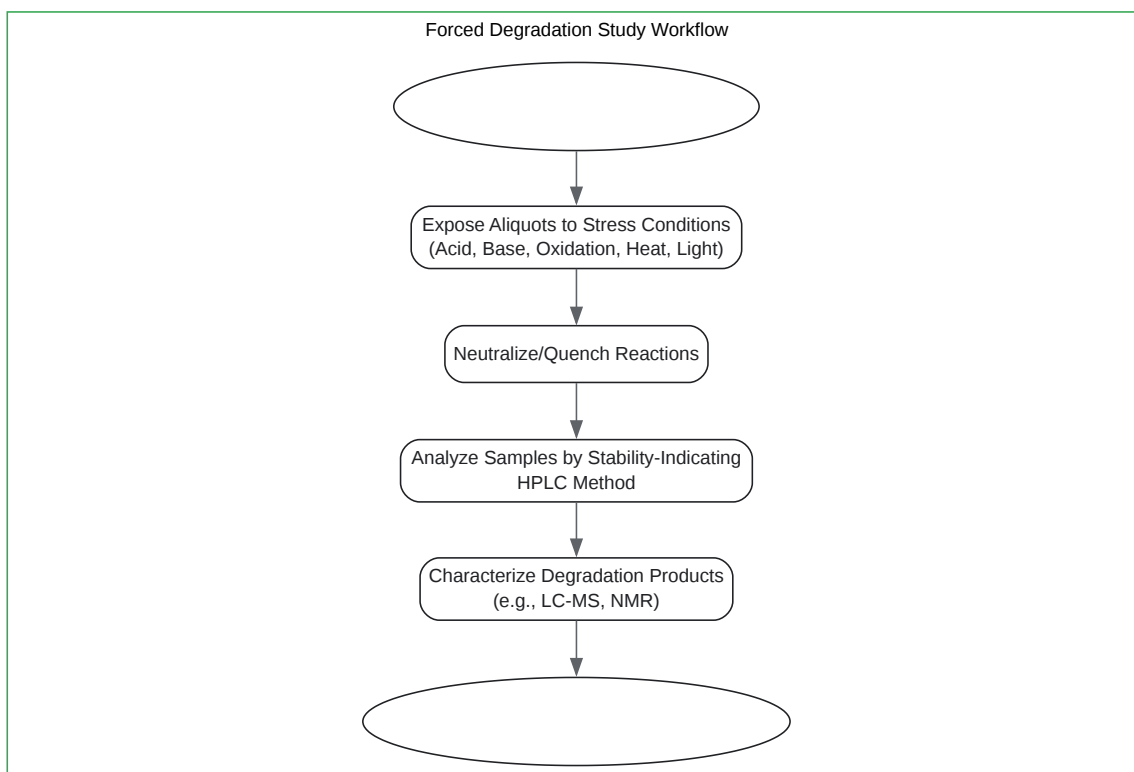 Forced Degradation Study Workflow
Expose Aliquots to Stress Conditions
(Acid, Base, Oxidation, Heat, Light)
Neutralize/Quench Reactions
Analyze Samples by Stability-Indicating
HPLC Method
Characterize Degradation Products
(e.g., LC-MS, NMR)